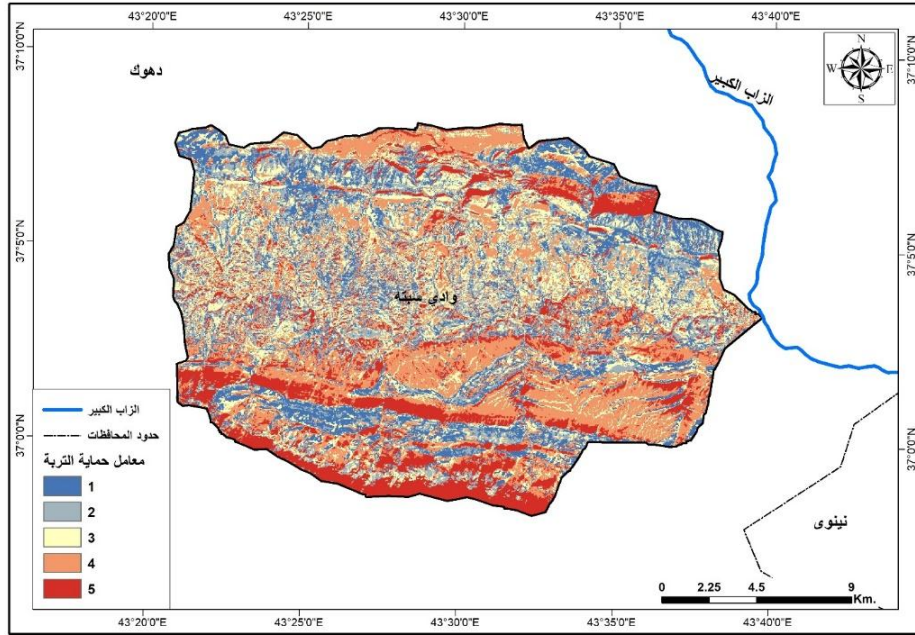 43°20'0"E 43°25'0"E 43°30'0"E 43°35'0"E 43°40'0"E
37°10'0"N
37°10'0"N
دهوك
الزاب الكبير
N
W E
S
37°5'0"N
37°5'0"N
وادي سبنه
37°0'0"N
37°0'0"N
الزاب الكبير
حدود المحافظات
معامل حماية التربة
1
2
3
4
5
نينوى
0 2.25 4.5 9
Km.
43°20'0"E 43°25'0"E 43°30'0"E 43°35'0"E 43°40'0"E